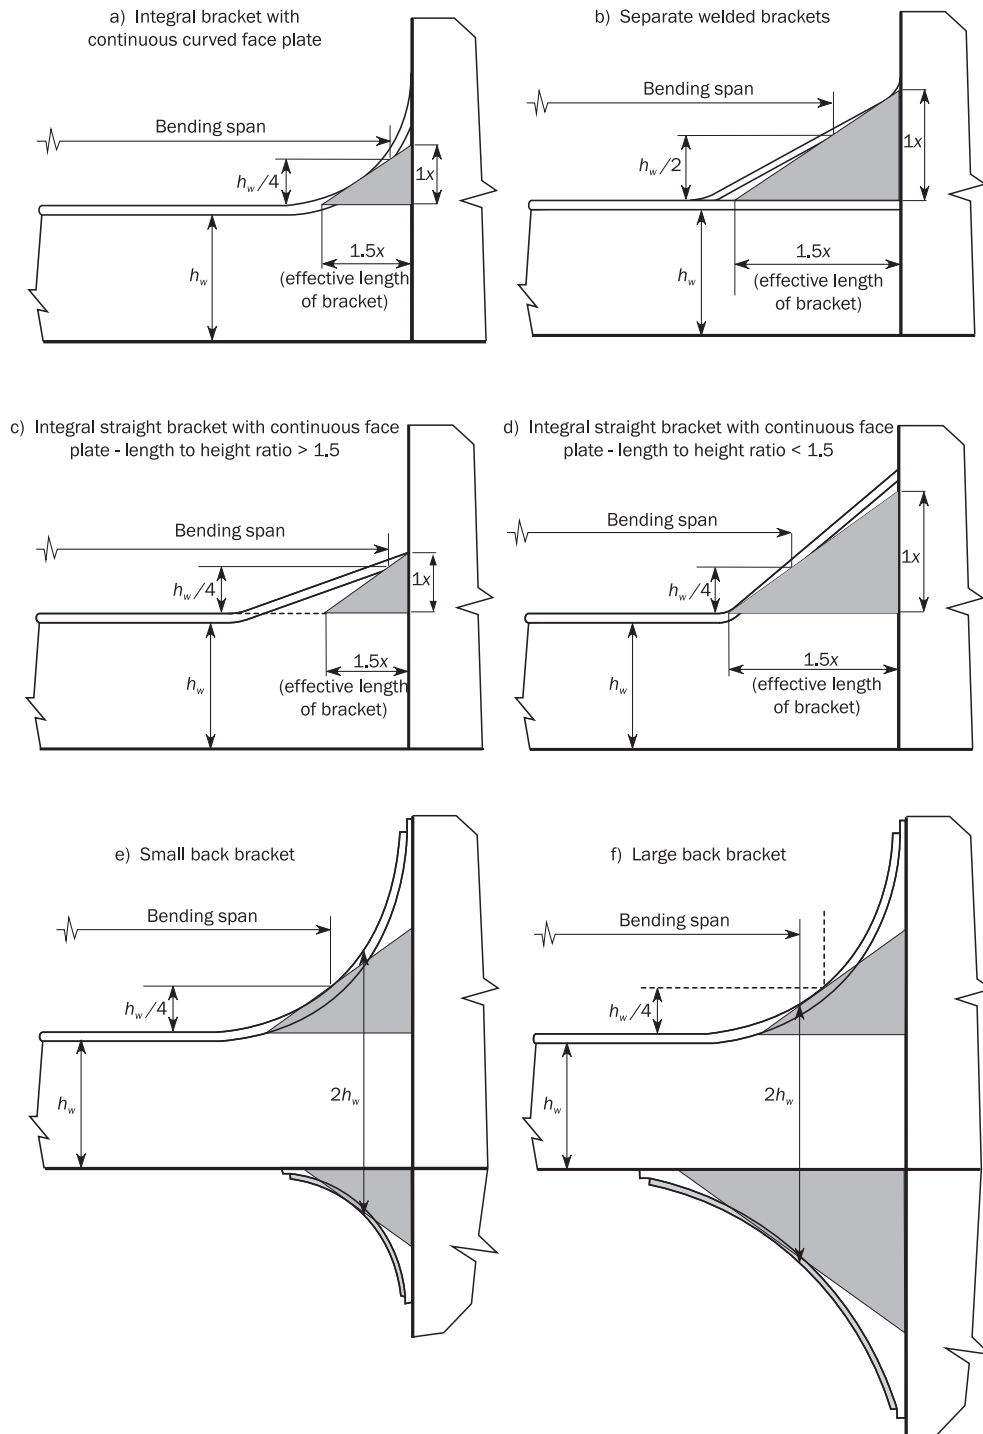 a) Integral bracket with
continuous curved face plate
Bending span
h_w/4
1x
1.5x
h_w
(effective length
of bracket)
b) Separate welded brackets
Bending span
h_w/2
1x
1.5x
h_w
(effective length
of bracket)
c) Integral straight bracket with continuous face
plate - length to height ratio > 1.5
Bending span
h_w/4
1x
1.5x
h_w
(effective length
of bracket)
d) Integral straight bracket with continuous face
plate - length to height ratio < 1.5
Bending span
h_w/4
1x
1.5x
h_w
(effective length
of bracket)
e) Small back bracket
Bending span
h_w/4
h_w
2h_w
f) Large back bracket
Bending span
h_w/4
h_w
2h_w